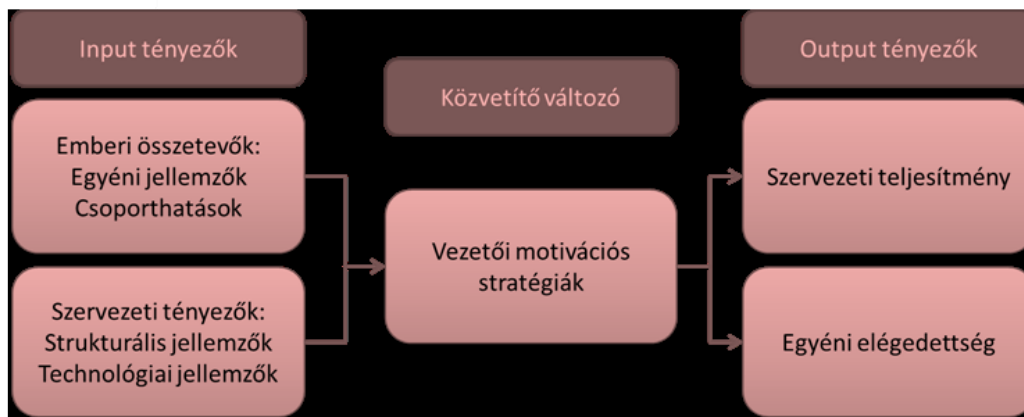 Input tényezők
Emberi összetevők:
Egyéni jellemzők
Csoporthatások
Szervezeti tényezők:
Strukturális jellemzők
Technológiai jellemzők
Közvetítő változó
Vezetői motivációs
stratégiák
Output tényezők
Szervezeti teljesítmény
Egyéni elégedettség